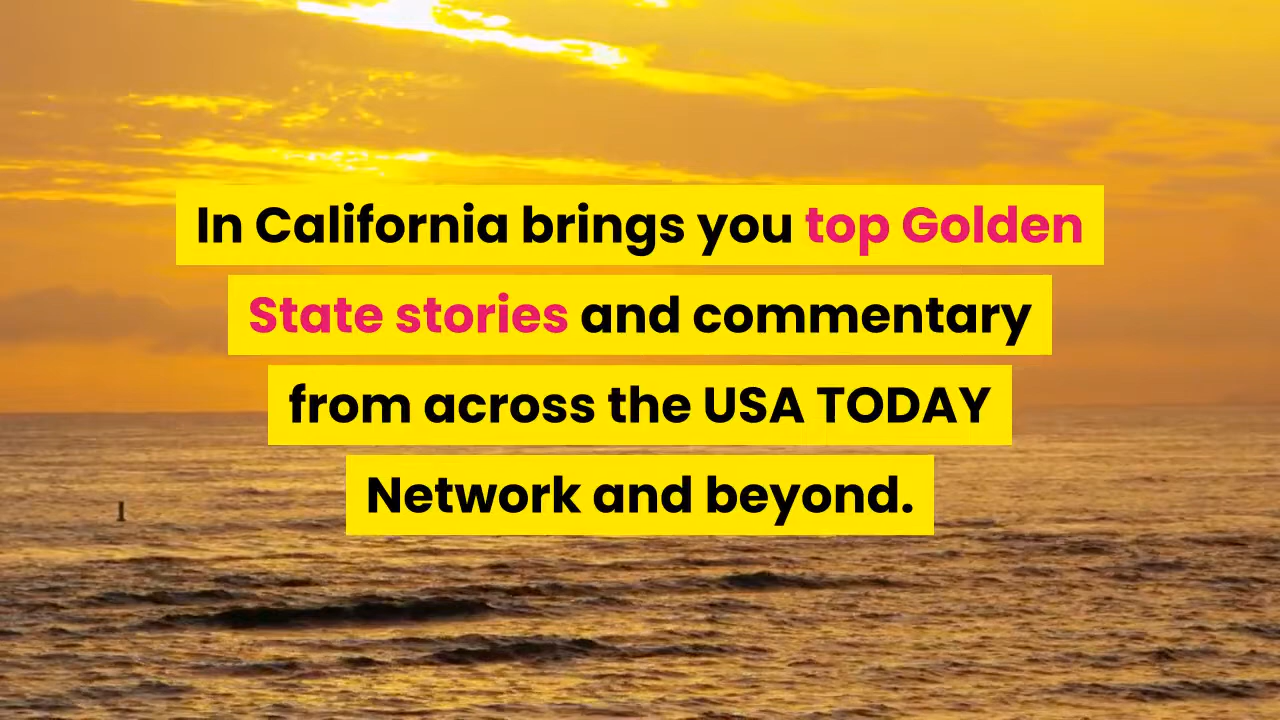 In California brings you top Golden
State stories and commentary
from across the USA TODAY
Network and beyond.